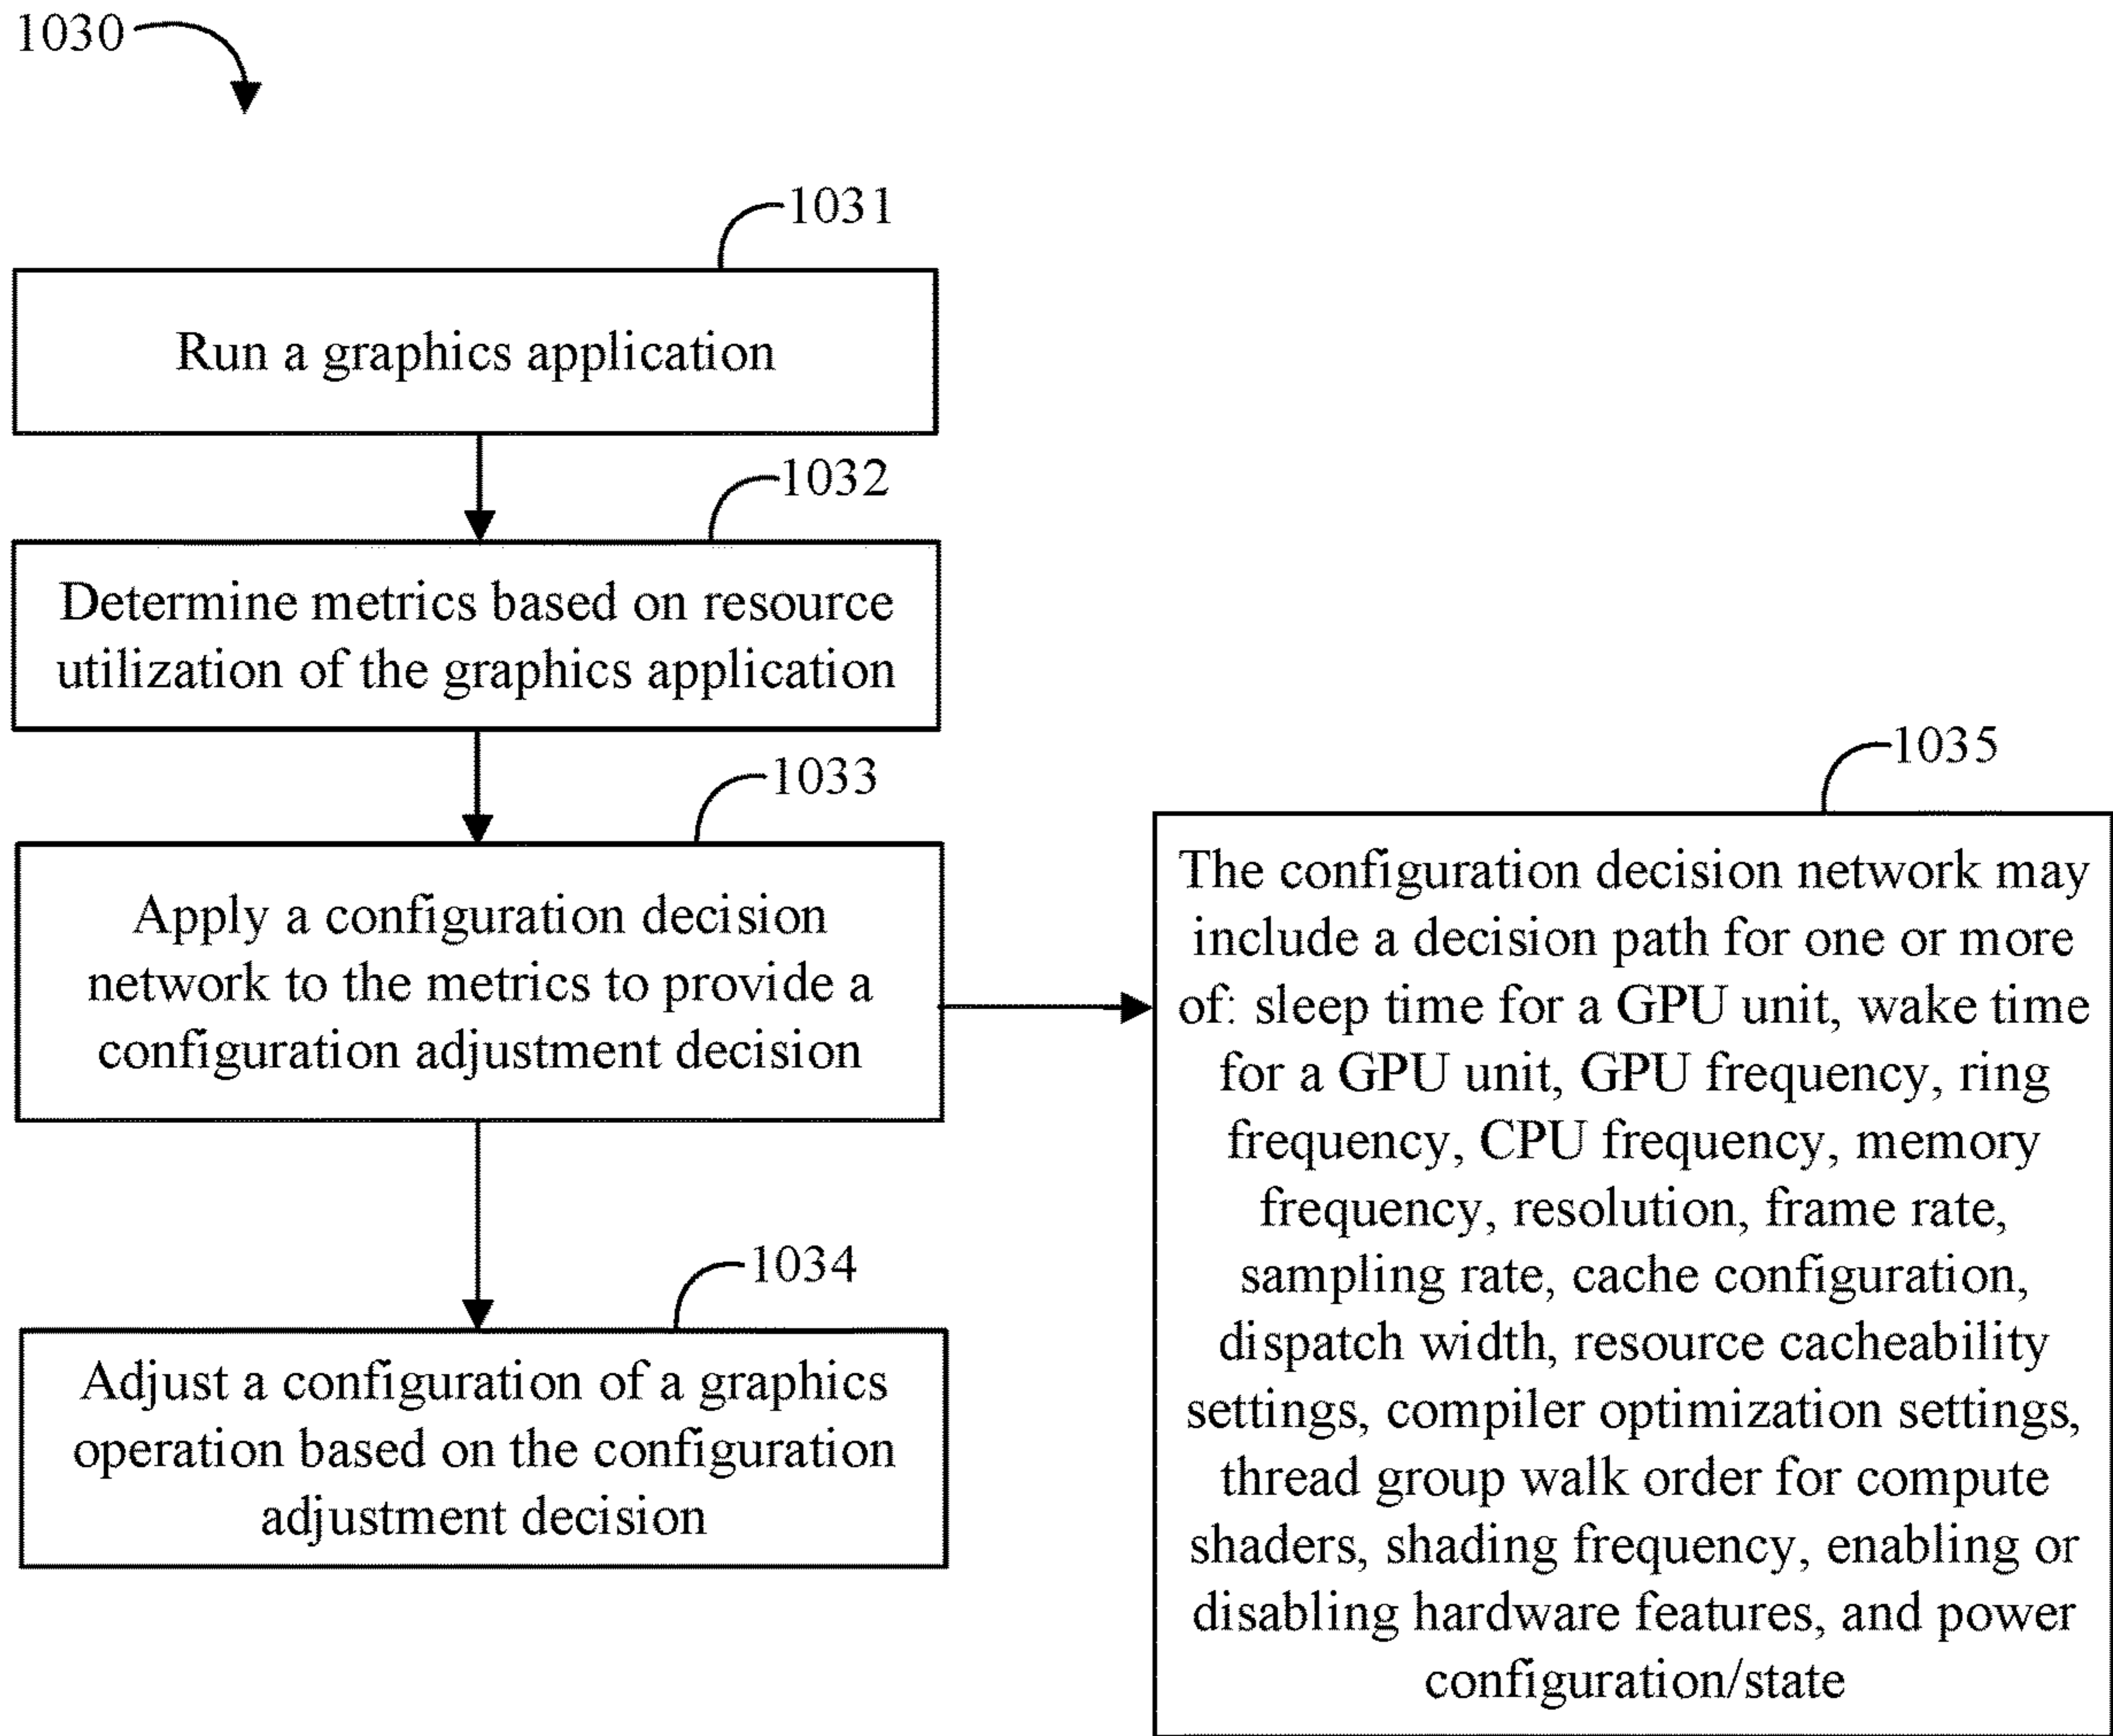 1030
1031
Run a graphics application
1032
Determine metrics based on resource
utilization of the graphics application
1033
Apply a configuration decision
network to the metrics to provide a
configuration adjustment decision
1034
Adjust a configuration of a graphics
operation based on the configuration
adjustment decision
1035
The configuration decision network may
include a decision path for one or more
of: sleep time for a GPU unit, wake time
for a GPU unit, GPU frequency, ring
frequency, CPU frequency, memory
frequency, resolution, frame rate,
sampling rate, cache configuration,
dispatch width, resource cacheability
settings, compiler optimization settings,
thread group walk order for compute
shaders, shading frequency, enabling or
disabling hardware features, and power
configuration/state